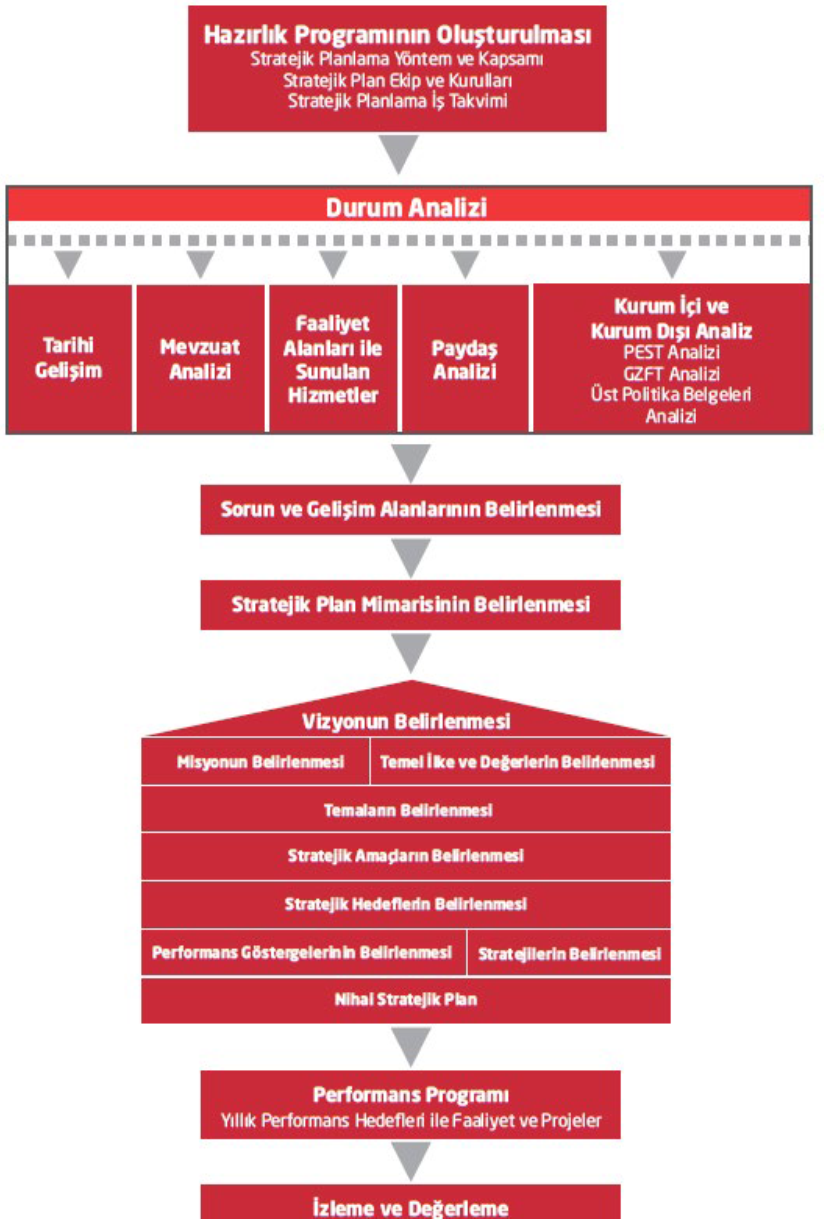 Hazırlık Programının Oluşturulması
Stratejik Planlama Yöntem ve Kapsamı
Stratejik Plan Ekip ve Kurulları
Stratejik Planlama İş Takvimi
Durum Analizi
Tarihi
Gelişim
Mevzuat
Analizi
Faaliyet
Alanları ile
Sunulan
Hizmetler
Paydaş
Analizi
Kurum İçi ve
Kurum Dışı Analiz
PEST Analizi
GZFT Analizi
Üst Politika Belgeleri
Analizi
Sorun ve Gelişim Alanlarının Belirlenmesi
Stratejik Plan Mimarisinin Belirlenmesi
Vizyonun Belirlenmesi
Misyonun Belirlenmesi
Temel İlke ve Değerlerin Belirlenmesi
Temaların Belirlenmesi
Stratejik Amaçların Belirlenmesi
Stratejik Hedeflerin Belirlenmesi
Performans Göstergelerinin Belirlenmesi
Stratejilerin Belirlenmesi
Nihai Stratejik Plan
Performans Programı
Yıllık Performans Hedefleri ile Faaliyet ve Projeler
İzleme ve Değerleme